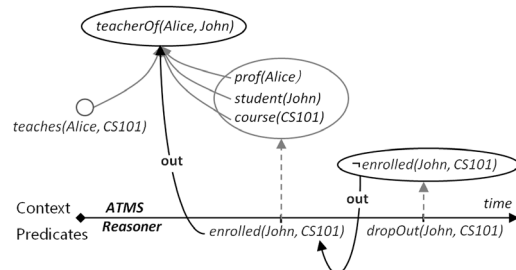 teacherOf(Alice, John)
prof(Alice)
student(John)
course(CS101)
teaches(Alice, CS101)
out
¬enrolled(John, CS101)
out
Context
ATMS
time
Predicates
Reasoner
enrolled(John, CS101)
dropOut(John, CS101)